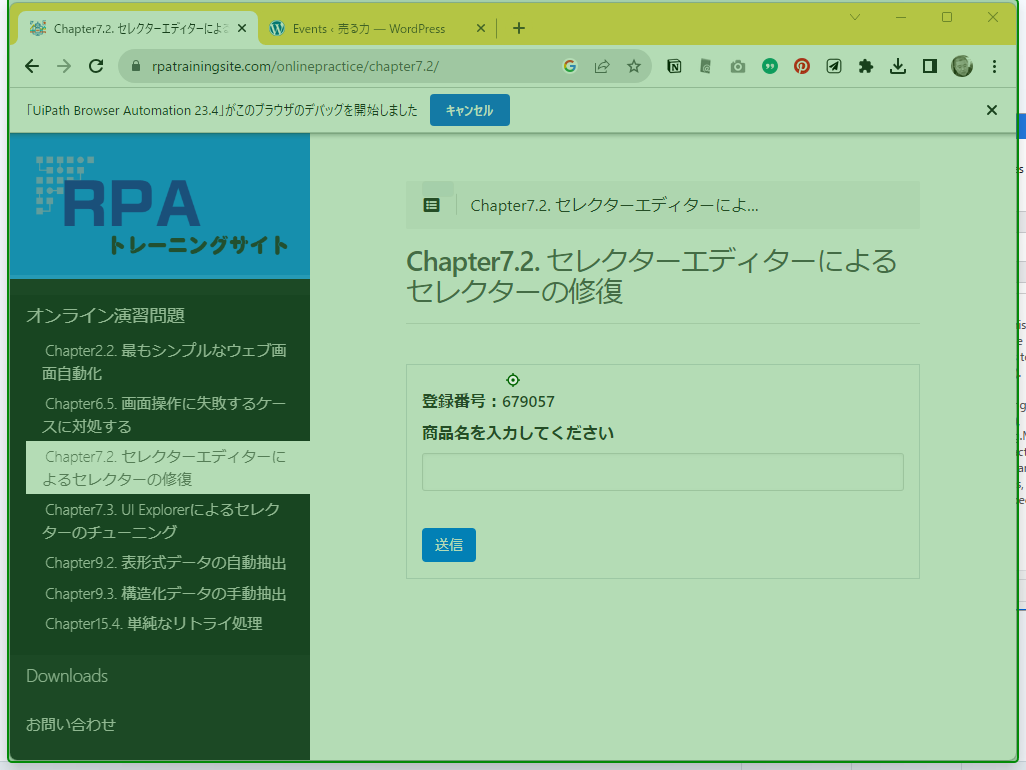 Chapter7.2. セレクターエディターによる
Events ‹ 売る力 — WordPress
rpatrainingsite.com/onlinepractice/chapter7.2/
「UiPath Browser Automation 23.4」がこのブラウザのデバッグを開始しました
キャンセル
RPA
トレーニングサイト
オンライン演習問題
Chapter2.2. 最もシンプルなウェブ画
面自動化
Chapter6.5. 画面操作に失敗するケー
スに対処する
Chapter7.2. セレクターエディターに
よるセレクターの修復
Chapter7.3. UI Explorerによるセレク
ターのチューニング
Chapter9.2. 表形式データの自動抽出
Chapter9.3. 構造化データの手動抽出
Chapter15.4. 単純なリトライ処理
Downloads
お問い合わせ
Chapter7.2. セレクターエディターによ...
Chapter7.2. セレクターエディターによる
セレクターの修復
登録番号：679057
商品名を入力してください
送信